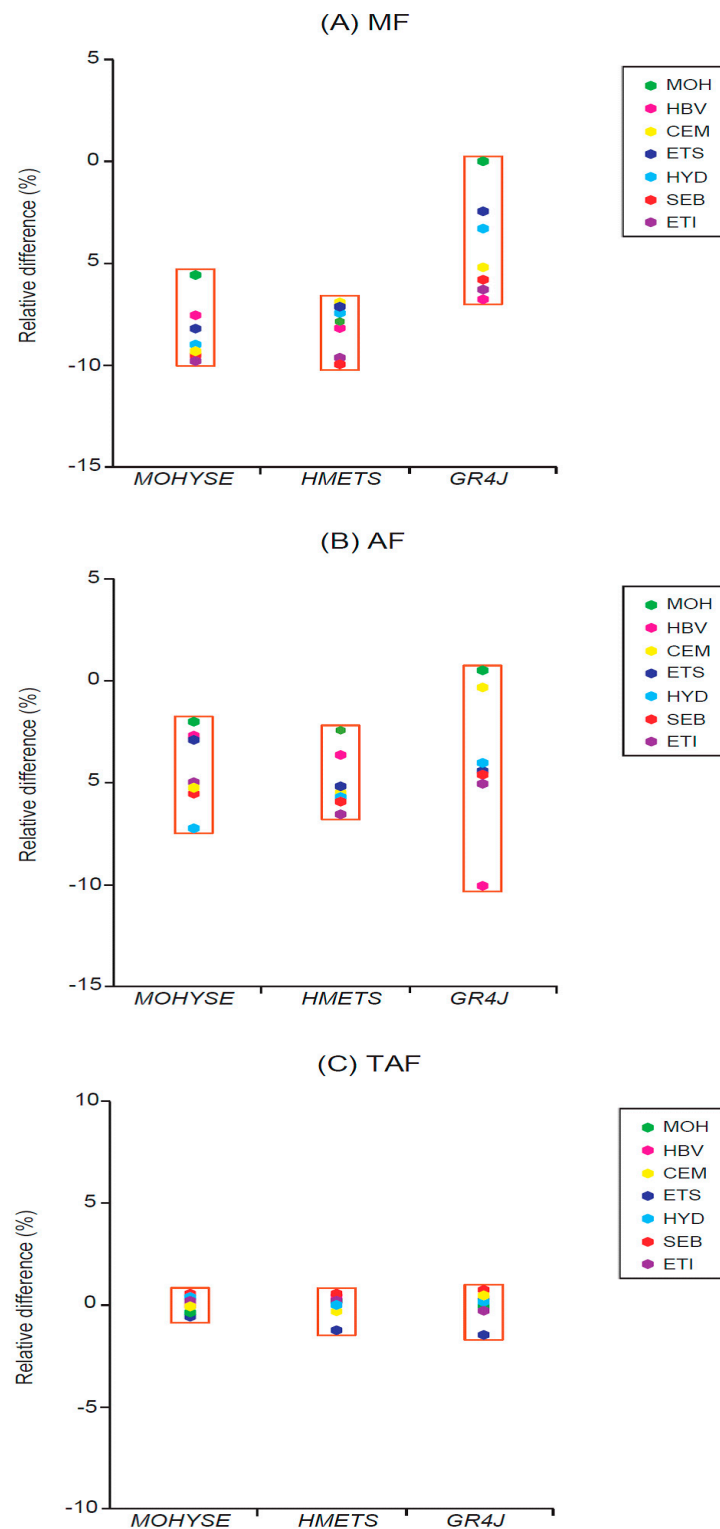 (A) MF
5
0
5
-10
-15
Relative difference (%)
MOHYSE HMETS GR4J
MOH
HBV
CEM
ETS
HYD
SEB
ETI
(B) AF
5
0
5
-10
-15
Relative difference (%)
MOHYSE HMETS GR4J
MOH
HBV
CEM
ETS
HYD
SEB
ETI
(C) TAF
10
5
0
-5
-10
Relative difference (%)
MOHYSE HMETS GR4J
MOH
HBV
CEM
ETS
HYD
SEB
ETI